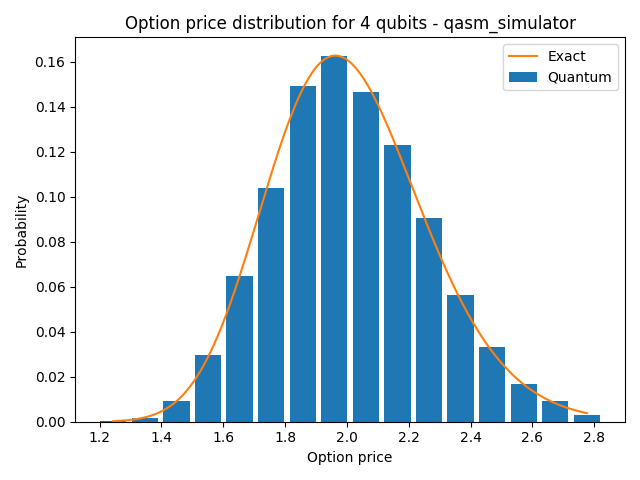 Option price distribution for 4 qubits - qasm_simulator
Exact
Quantum
0.16
0.14
0.12
0.10
0.08
0.06
0.04
0.02
0.00
Probability
1.2 1.4 1.6 1.8 2.0 2.2 2.4 2.6 2.8
Option price